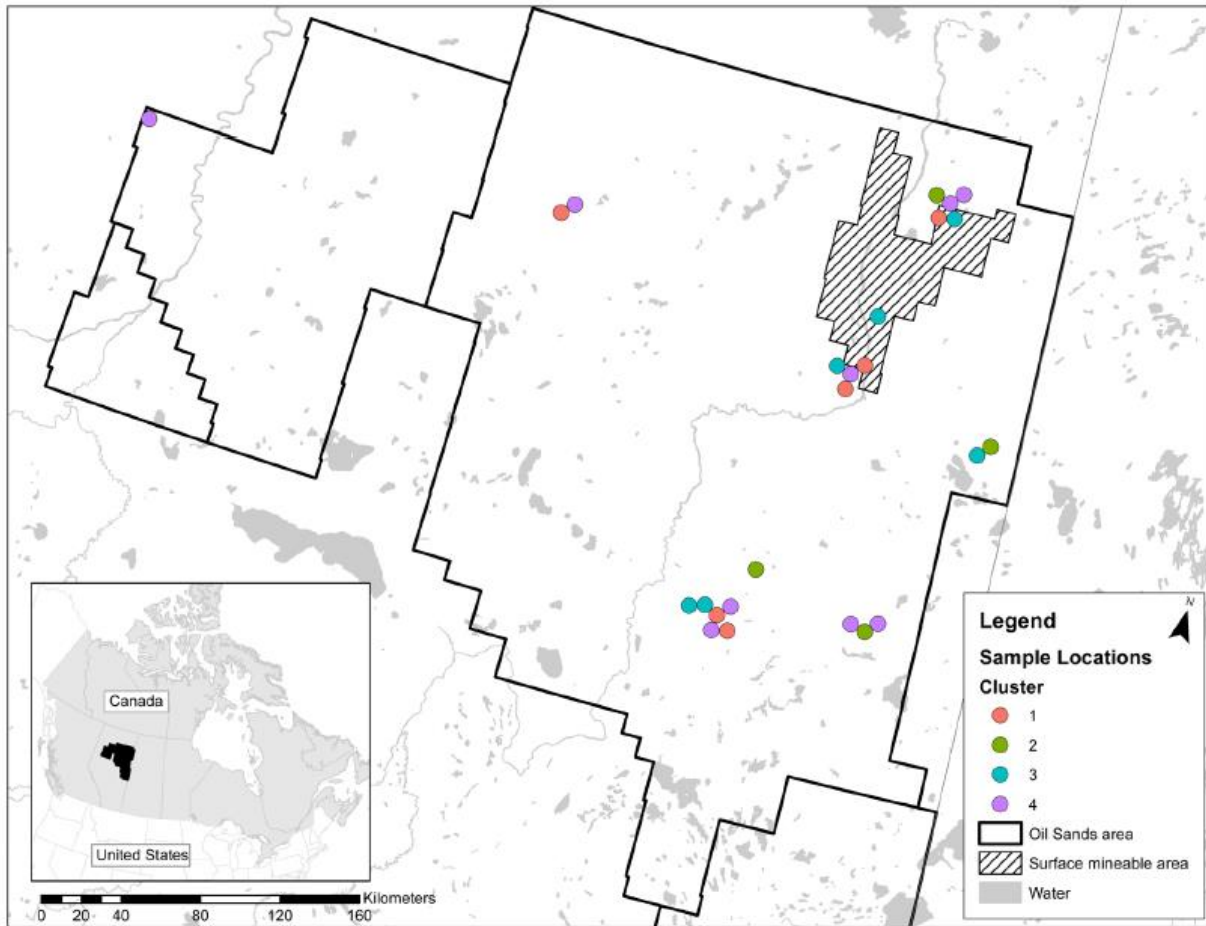 Canada
United States
Kilometers
0 20 40 80 120 160
N
Legend
Sample Locations
Cluster
1
2
3
4
Oil Sands area
Surface mineable area
Water